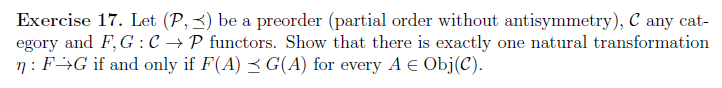 Exercise 17. Let (𝒫, ⪯) be a preorder (partial order without antisymmetry), 𝒞 any cat-
egory and F, G : 𝒞 → 𝒫 functors. Show that there is exactly one natural transformation
η : F →̇ G if and only if F(A) ⪯ G(A) for every A ∈ Obj(𝒞).